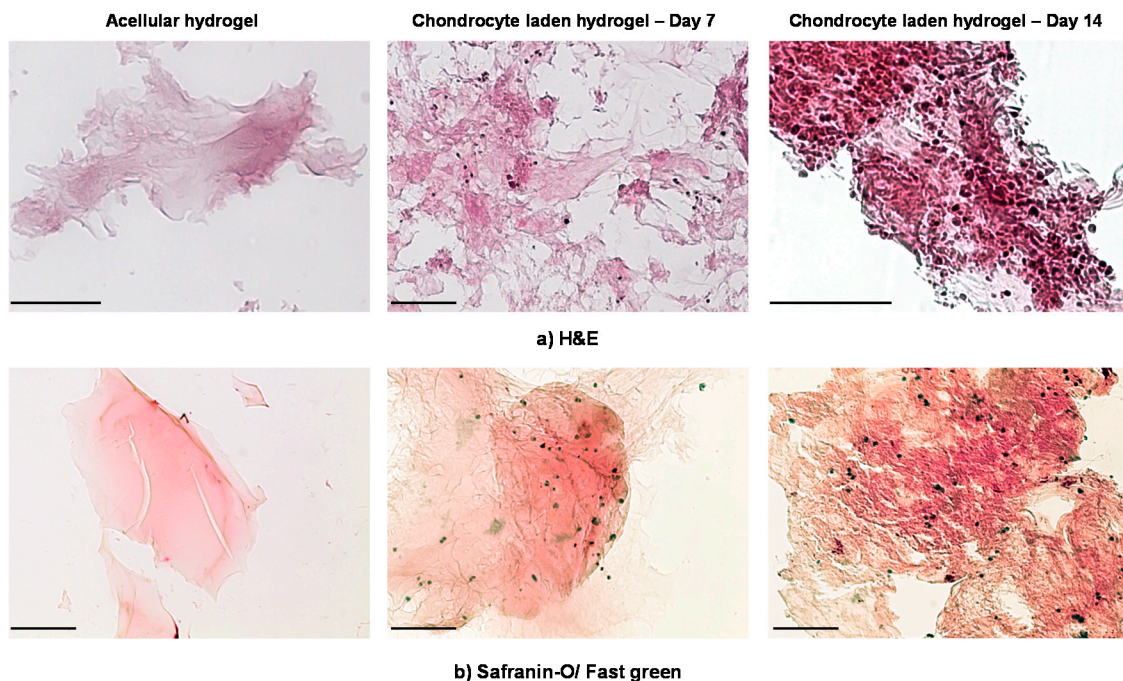 Acellular hydrogel
Chondrocyte laden hydrogel – Day 7
Chondrocyte laden hydrogel – Day 14
a) H&E
b) Safranin-O/ Fast green